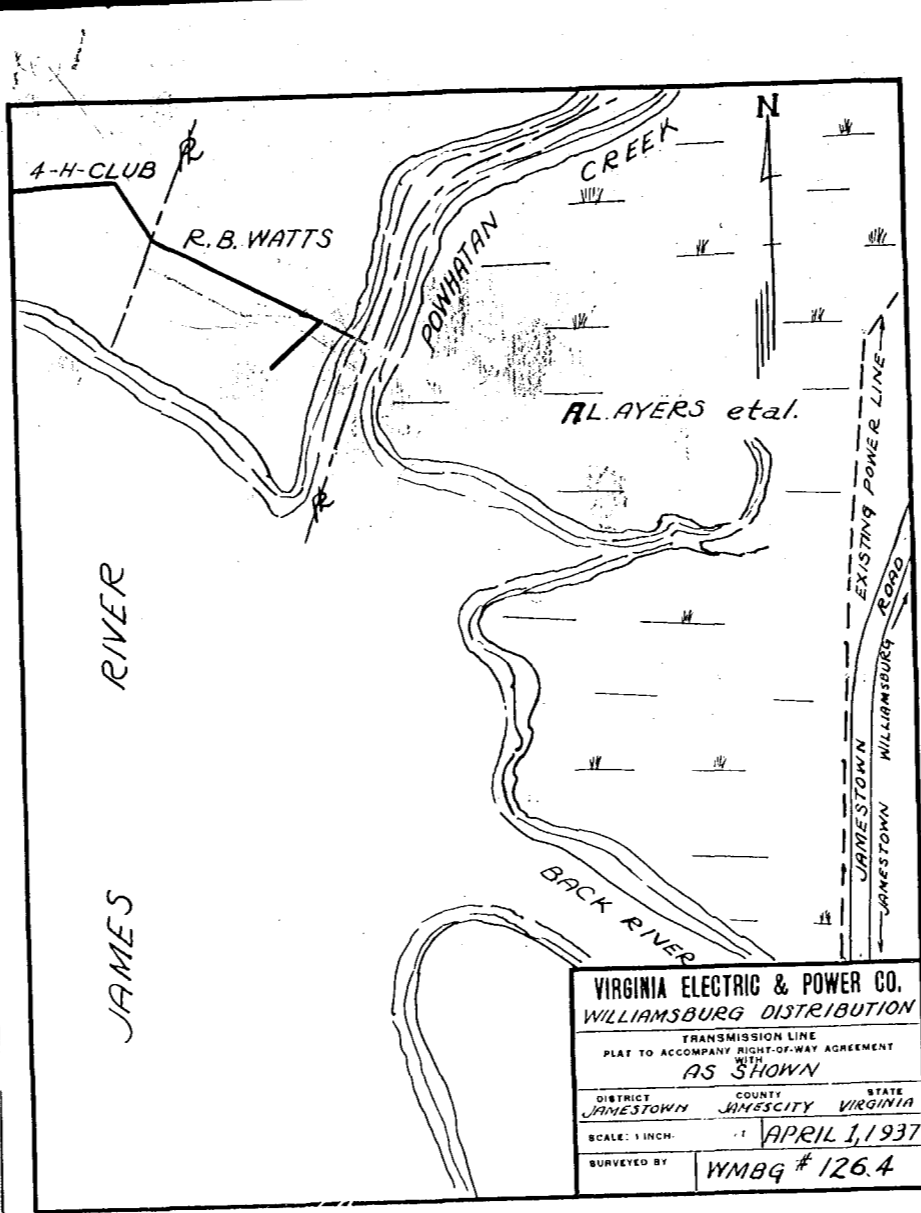 N
4-H-CLUB
PL
R.B. WATTS
POWHATAN CREEK
R.L. AYERS etal.
EXISTING POWER LINE
PL
RIVER
JAMES
JAMESTOWN ROAD
JAMESTOWN WILLIAMSBURG
BACK RIVER
VIRGINIA ELECTRIC & POWER CO.
WILLIAMSBURG DISTRIBUTION
TRANSMISSION LINE
PLAT TO ACCOMPANY RIGHT-OF-WAY AGREEMENT
WITH
AS SHOWN
DISTRICT COUNTY STATE
JAMESTOWN JAMESCITY VIRGINIA
SCALE: 1 INCH. APRIL 1, 1937
SURVEYED BY WMBG # 126.4